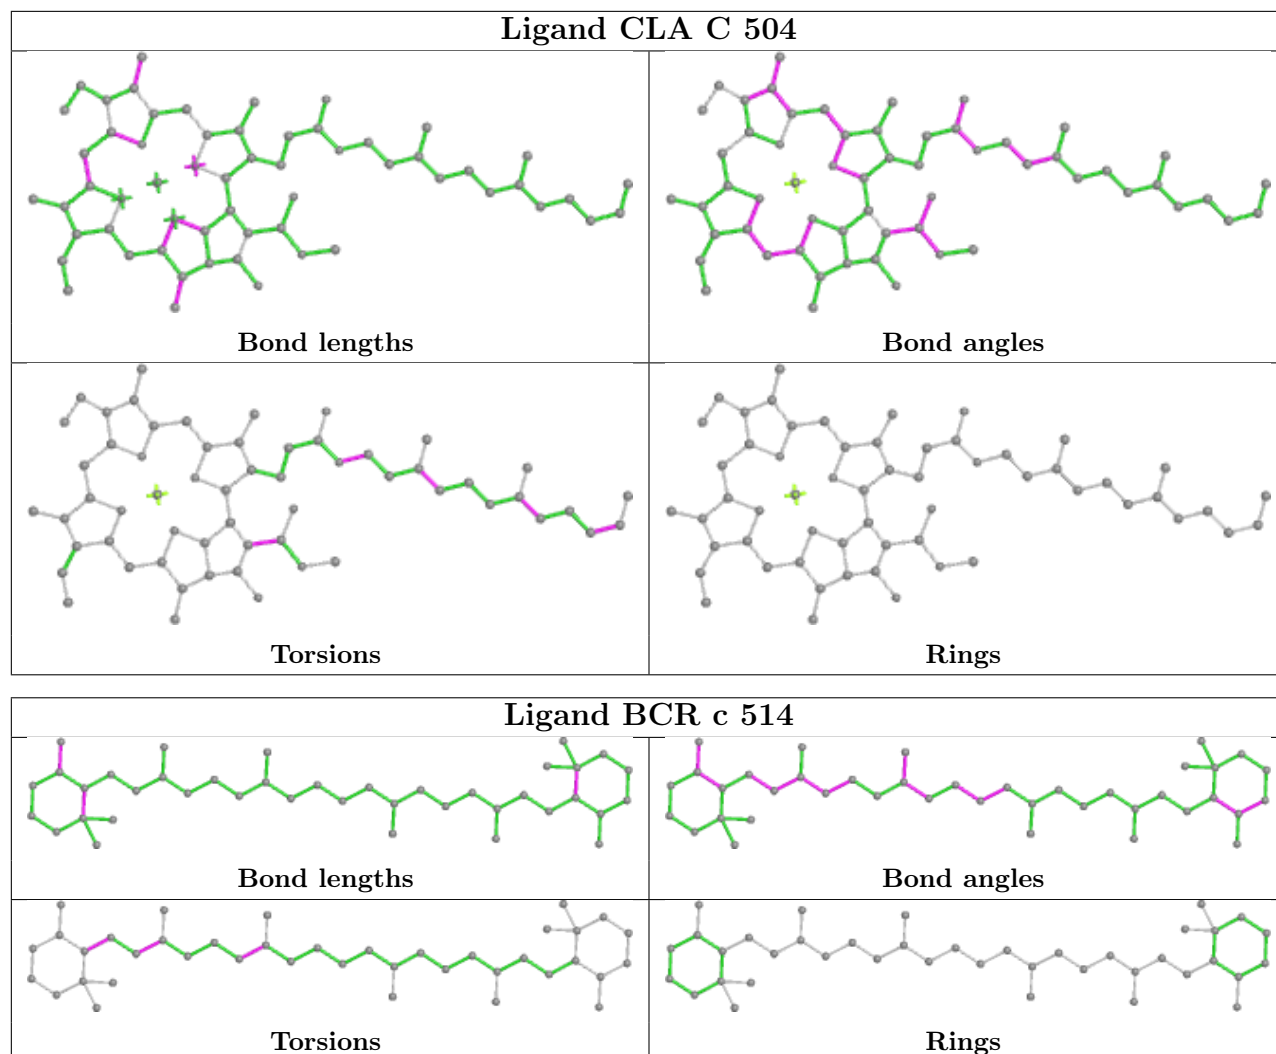 Ligand CLA C 504
Bond lengths
Bond angles
Torsions
Rings
Ligand BCR c 514
Bond lengths
Bond angles
Torsions
Rings